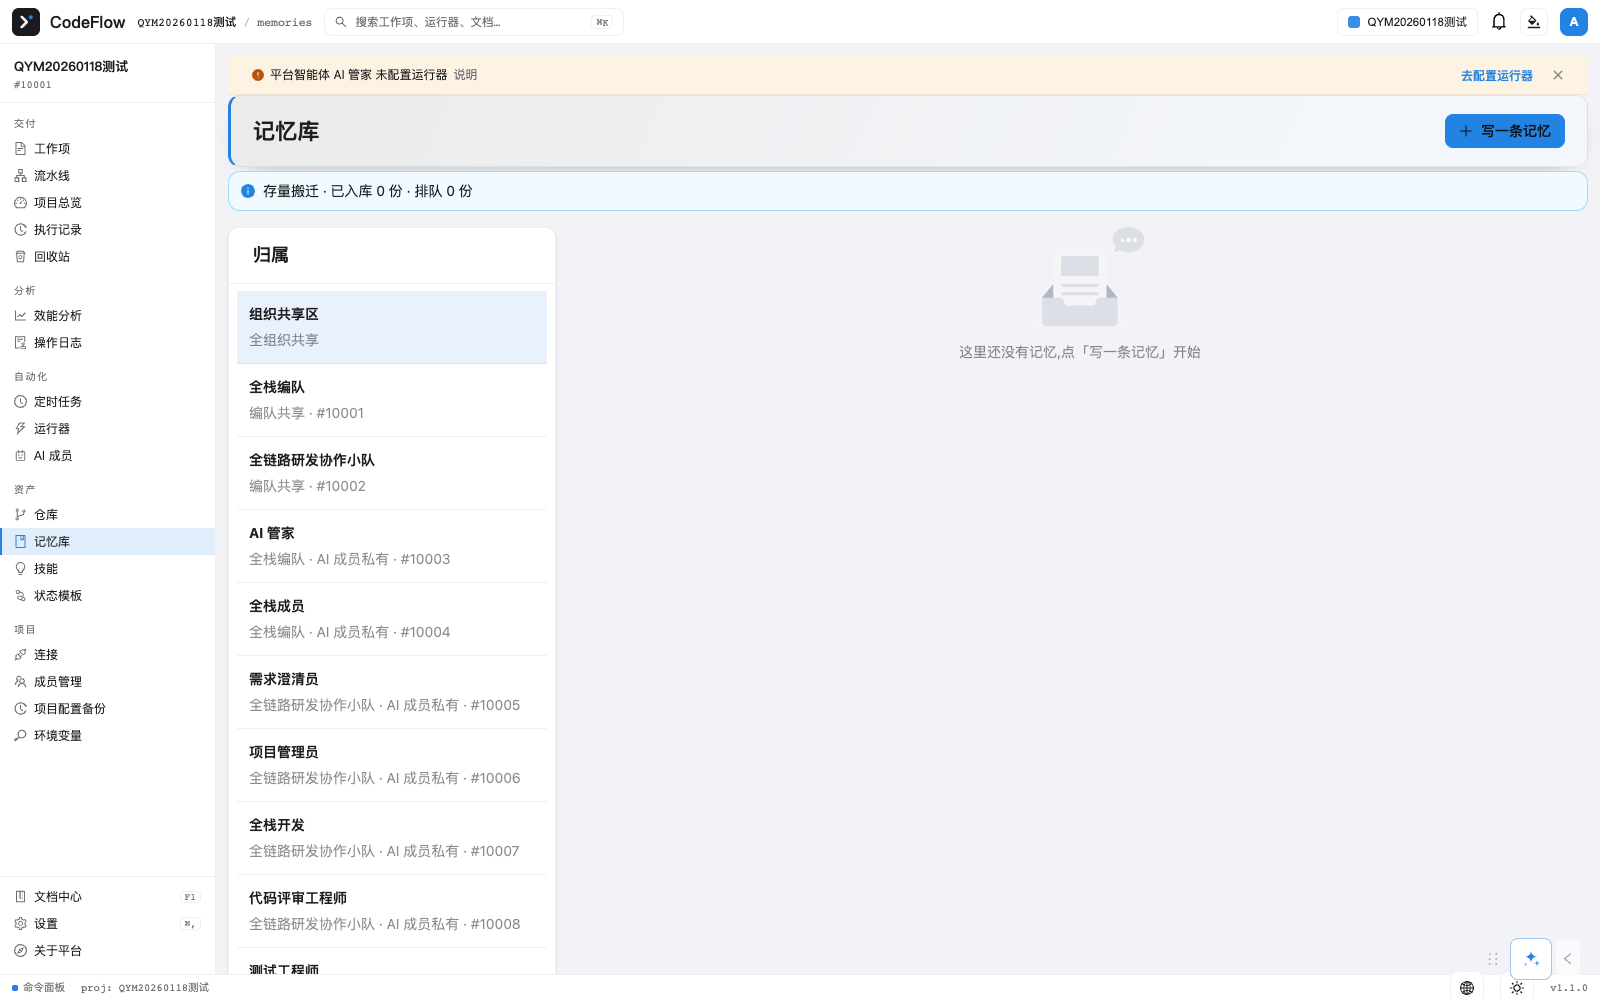 CodeFlow
QYM20260118测试 / memories
搜索工作项、运行器、文档...
⌘K
QYM20260118测试
A
QYM20260118测试
#10001
交付
工作项
流水线
项目总览
执行记录
回收站
分析
效能分析
操作日志
自动化
定时任务
运行器
AI 成员
资产
仓库
记忆库
技能
状态模板
项目
连接
成员管理
项目配置备份
环境变量
文档中心 F1
设置 ⌘,
关于平台
平台智能体 AI 管家 未配置运行器 说明
去配置运行器
记忆库
写一条记忆
存量搬迁 · 已入库 0 份 · 排队 0 份
归属
组织共享区
全组织共享
全栈编队
编队共享 · #10001
全链路研发协作小队
编队共享 · #10002
AI 管家
全栈编队 · AI 成员私有 · #10003
全栈成员
全栈编队 · AI 成员私有 · #10004
需求澄清员
全链路研发协作小队 · AI 成员私有 · #10005
项目管理员
全链路研发协作小队 · AI 成员私有 · #10006
全栈开发
全链路研发协作小队 · AI 成员私有 · #10007
代码评审工程师
全链路研发协作小队 · AI 成员私有 · #10008
测试工程师
这里还没有记忆,点「写一条记忆」开始
命令面板 proj: QYM20260118测试
v1.1.0